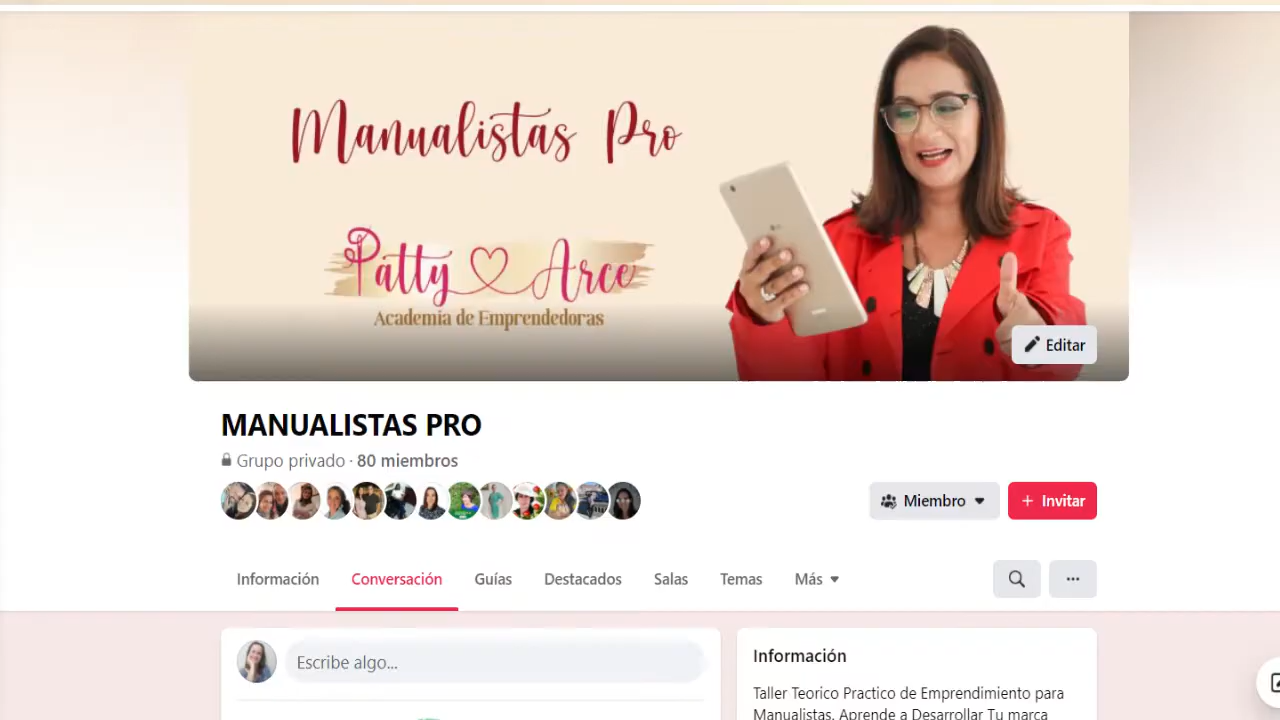 Manualistas Pro
Patty Arce
Academia de Emprendedoras
Editar
MANUALISTAS PRO
Grupo privado · 80 miembros
Miembro
+ Invitar
Información
Conversación
Guías
Destacados
Salas
Temas
Más
Escribe algo...
Información
Taller Teorico Practico de Emprendimiento para
Manualistas. Aprende a Desarrollar Tu marca